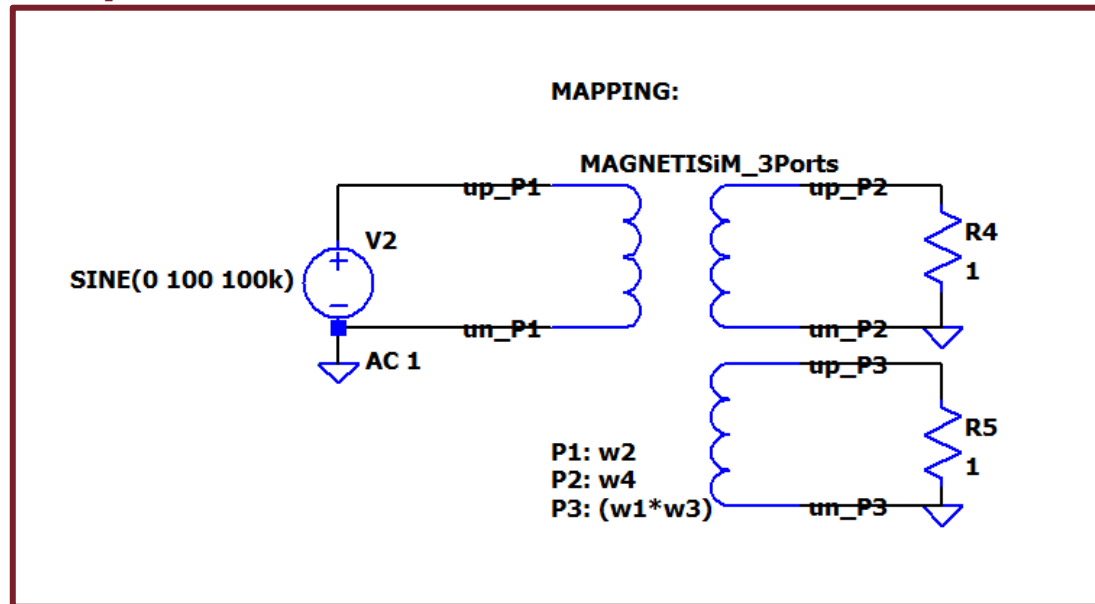 MAPPING:
MAGNETISiM_3Ports
up_P1
up_P2
V2
R4
SINE(0 100 100k)
1
un_P1
un_P2
AC 1
up_P3
R5
P1: w2
1
P2: w4
P3: (w1*w3)
un_P3